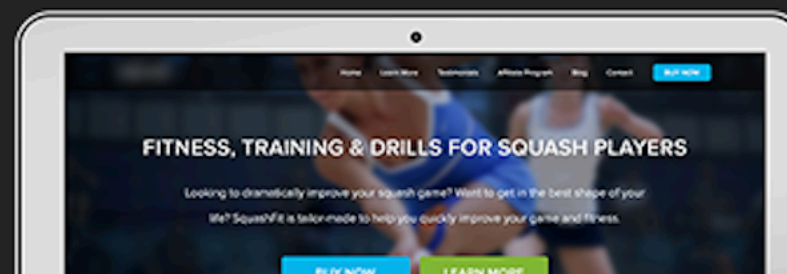 Home Learn More Testimonials Affiliate Program Blog Contact BUY NOW
FITNESS, TRAINING & DRILLS FOR SQUASH PLAYERS
Looking to dramatically improve your squash game? Want to get in the best shape of your
life? SquashFit is tailor-made to help you quickly improve your game and fitness.
BUY NOW LEARN MORE